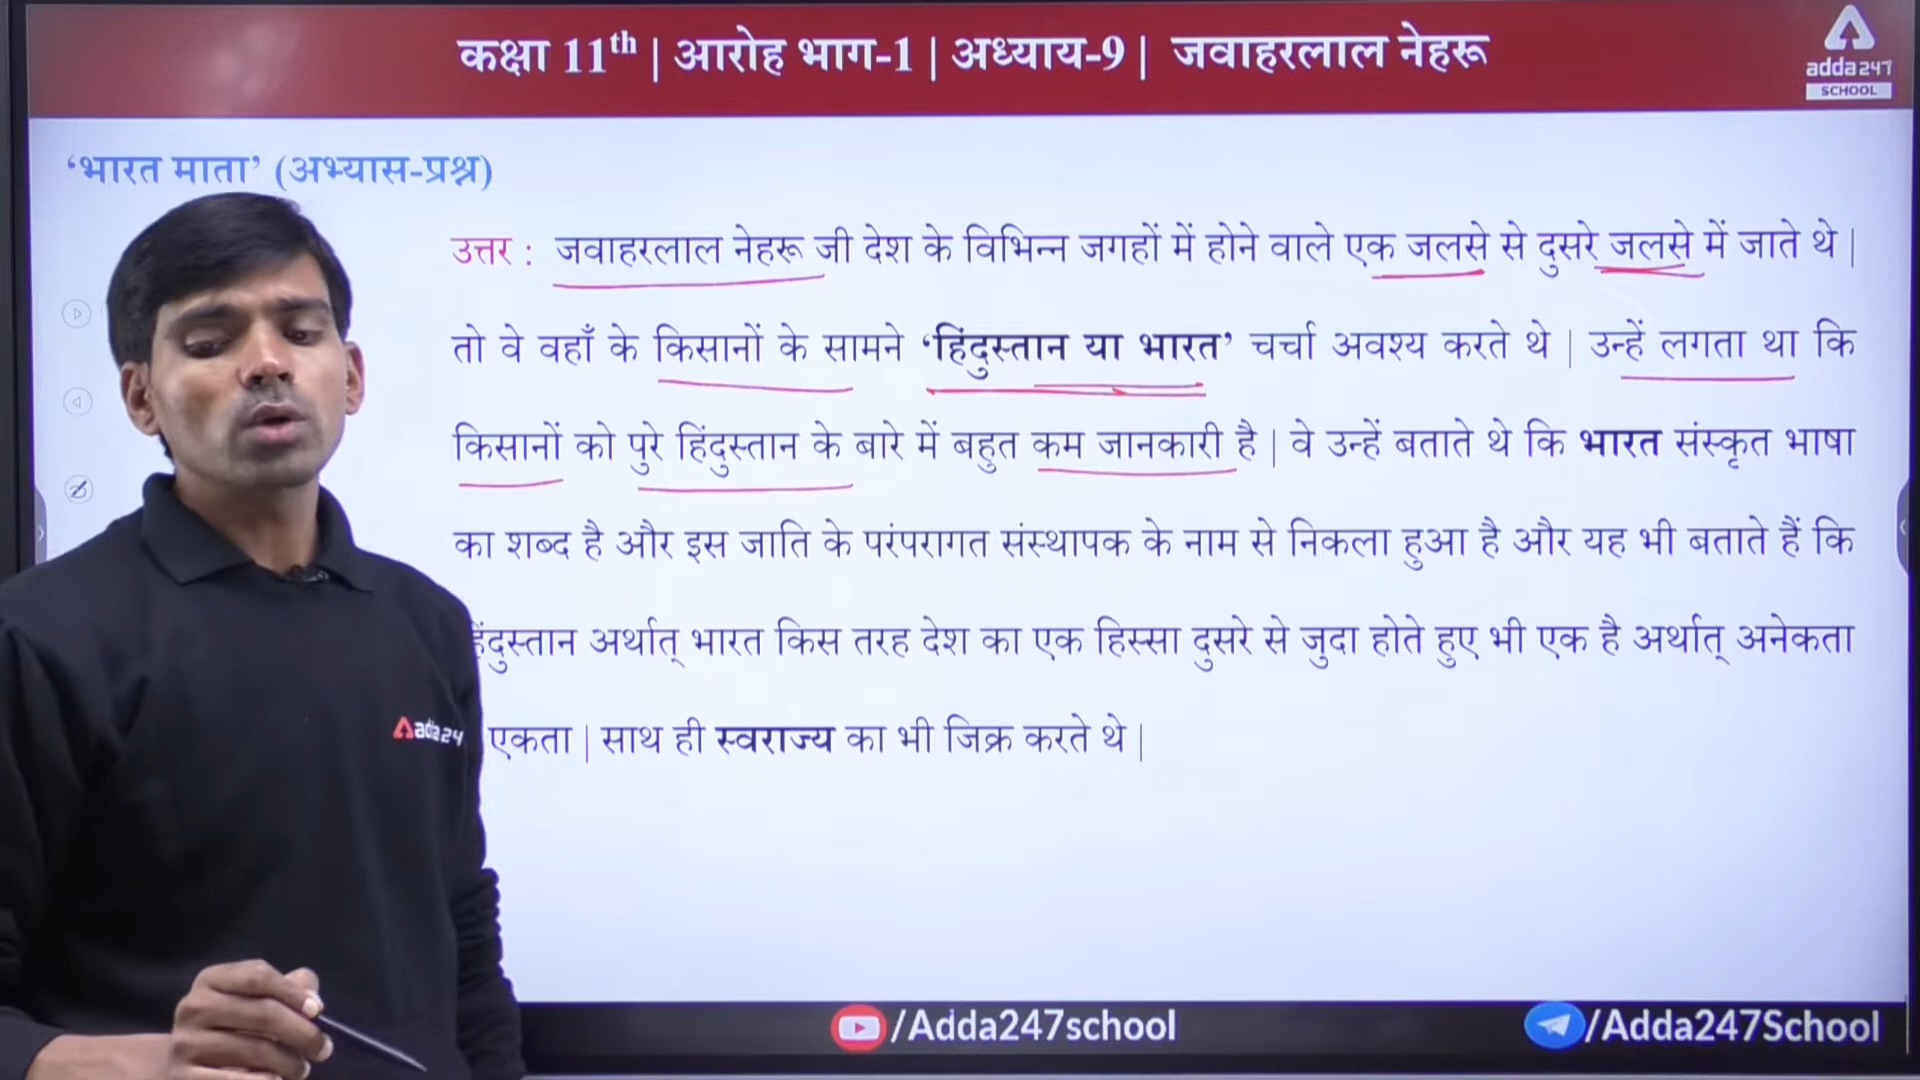 कक्षा 11th | आरोह भाग-1 | अध्याय-9 | जवाहरलाल नेहरू
adda247
SCHOOL
‘भारत माता’ (अभ्यास-प्रश्न)
उत्तर : जवाहरलाल नेहरू जी देश के विभिन्न जगहों में होने वाले एक जलसे से दुसरे जलसे में जाते थे |
तो वे वहाँ के किसानों के सामने ‘हिंदुस्तान या भारत’ चर्चा अवश्य करते थे | उन्हें लगता था कि
किसानों को पुरे हिंदुस्तान के बारे में बहुत कम जानकारी है | वे उन्हें बताते थे कि भारत संस्कृत भाषा
का शब्द है और इस जाति के परंपरागत संस्थापक के नाम से निकला हुआ है और यह भी बताते हैं कि
हिंदुस्तान अर्थात् भारत किस तरह देश का एक हिस्सा दुसरे से जुदा होते हुए भी एक है अर्थात् अनेकता
एकता | साथ ही स्वराज्य का भी जिक्र करते थे |
adda24
/Adda247school
/Adda247School